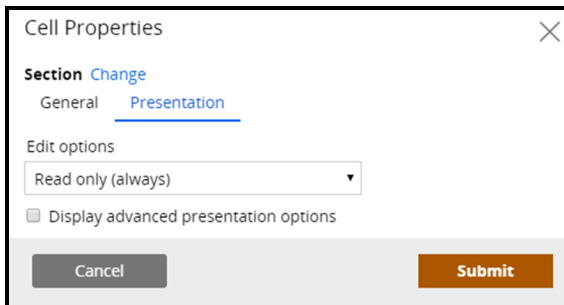 Cell Properties
Section Change
General Presentation
Edit options
Read only (always)
Display advanced presentation options
Cancel Submit